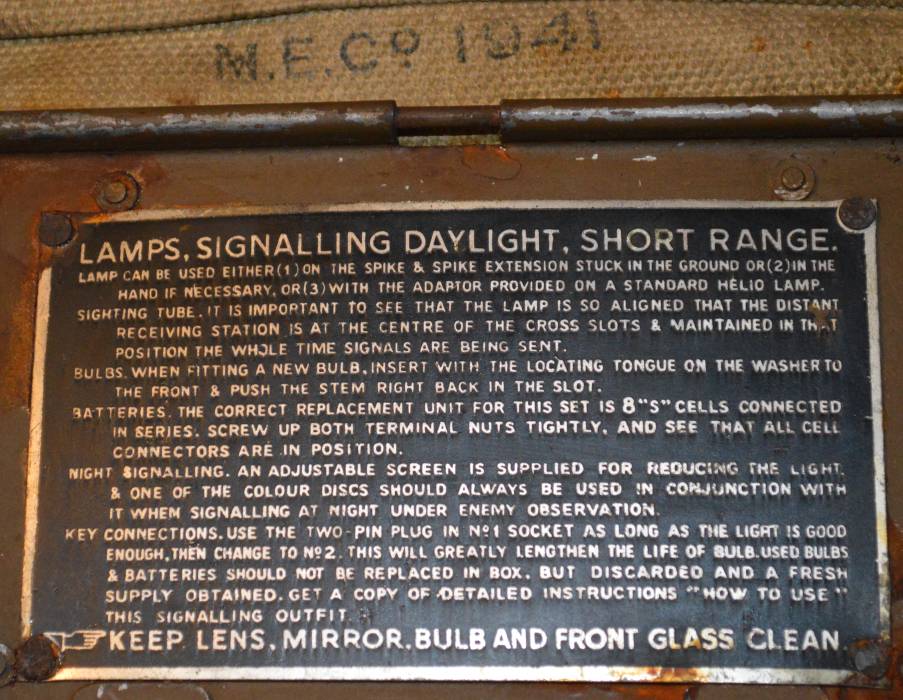 M.E.Cº 1941
LAMPS, SIGNALLING DAYLIGHT, SHORT RANGE.
LAMP CAN BE USED EITHER (1) ON THE SPIKE & SPIKE EXTENSION STUCK IN THE GROUND OR (2) IN THE
HAND IF NECESSARY, OR (3) WITH THE ADAPTOR PROVIDED ON A STANDARD HELIO LAMP.
SIGHTING TUBE. IT IS IMPORTANT TO SEE THAT THE LAMP IS SO ALIGNED THAT THE DISTANT
RECEIVING STATION IS AT THE CENTRE OF THE CROSS SLOTS & MAINTAINED IN THAT
POSITION THE WHOLE TIME SIGNALS ARE BEING SENT.
BULBS. WHEN FITTING A NEW BULB, INSERT WITH THE LOCATING TONGUE ON THE WASHER TO
THE FRONT & PUSH THE STEM RIGHT BACK IN THE SLOT.
BATTERIES. THE CORRECT REPLACEMENT UNIT FOR THIS SET IS 8 "S" CELLS CONNECTED
IN SERIES. SCREW UP BOTH TERMINAL NUTS TIGHTLY, AND SEE THAT ALL CELL
CONNECTORS ARE IN POSITION.
NIGHT SIGNALLING. AN ADJUSTABLE SCREEN IS SUPPLIED FOR REDUCING THE LIGHT,
& ONE OF THE COLOUR DISCS SHOULD ALWAYS BE USED IN CONJUNCTION WITH
IT WHEN SIGNALLING AT NIGHT UNDER ENEMY OBSERVATION.
KEY CONNECTIONS. USE THE TWO-PIN PLUG IN Nº1 SOCKET AS LONG AS THE LIGHT IS GOOD
ENOUGH, THEN CHANGE TO Nº2. THIS WILL GREATLY LENGTHEN THE LIFE OF BULB. USED BULBS
& BATTERIES SHOULD NOT BE REPLACED IN BOX, BUT DISCARDED AND A FRESH
SUPPLY OBTAINED. GET A COPY OF DETAILED INSTRUCTIONS "HOW TO USE"
THIS SIGNALLING OUTFIT.
KEEP LENS, MIRROR, BULB AND FRONT GLASS CLEAN.